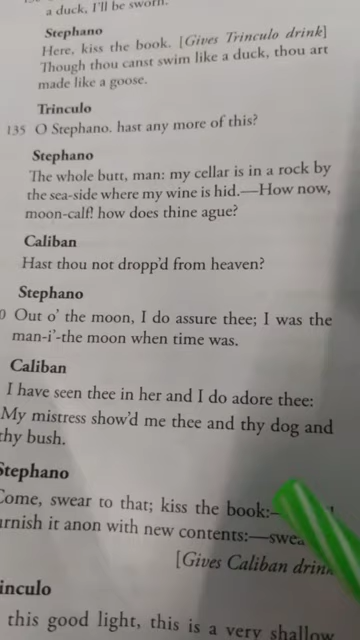 a duck, I'll be sworn.
Stephano
Here, kiss the book. [Gives Trinculo drink]
Though thou canst swim like a duck, thou art
made like a goose.
Trinculo
135 O Stephano. hast any more of this?
Stephano
The whole butt, man: my cellar is in a rock by
the sea-side where my wine is hid.—How now,
moon-calf! how does thine ague?
Caliban
Hast thou not dropp'd from heaven?
Stephano
0 Out o' the moon, I do assure thee; I was the
man-i'-the moon when time was.
Caliban
I have seen thee in her and I do adore thee:
My mistress show'd me thee and thy dog and
thy bush.
Stephano
Come, swear to that; kiss the book:—
urnish it anon with new contents:—swea
[Gives Caliban drink
inculo
this good light, this is a very shallow